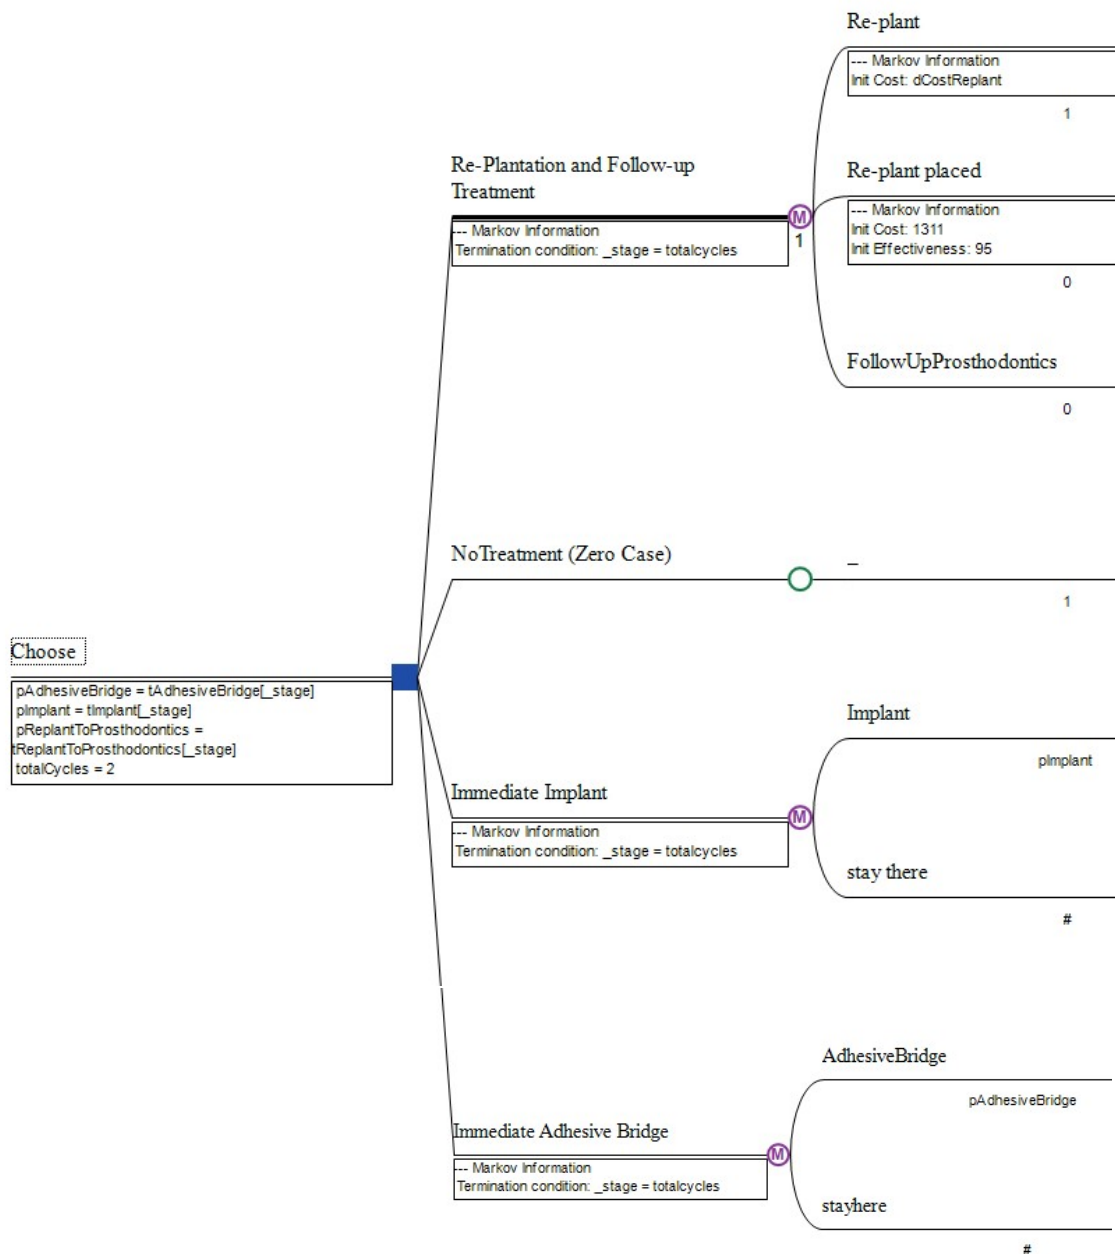 Re-plant
--- Markov Information
Init Cost: dCostReplant
1
Re-Plantation and Follow-up
Treatment
--- Markov Information
Termination condition: _stage = totalcycles
M
1
Re-plant placed
--- Markov Information
Init Cost: 1311
Init Effectiveness: 95
0
FollowUpProsthodontics
0
NoTreatment (Zero Case)
_
1
Choose
pAdhesiveBridge = tAdhesiveBridge[_stage]
pImplant = tImplant[_stage]
pReplantToProsthodontics =
tReplantToProsthodontics[_stage]
totalCycles = 2
Implant
pImplant
Immediate Implant
--- Markov Information
Termination condition: _stage = totalcycles
M
stay there
#
AdhesiveBridge
pAdhesiveBridge
Immediate Adhesive Bridge
--- Markov Information
Termination condition: _stage = totalcycles
M
stayhere
#